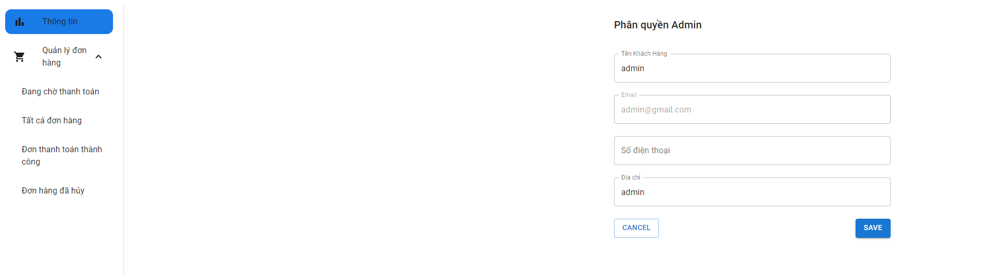 Thông tin
Quản lý đơn
hàng
Đang chờ thanh toán
Tất cả đơn hàng
Đơn thanh toán thành
công
Đơn hàng đã hủy
Phân quyền Admin
Tên Khách Hàng
admin
Email
admin@gmail.com
Số điện thoại
Địa chỉ
admin
CANCEL
SAVE